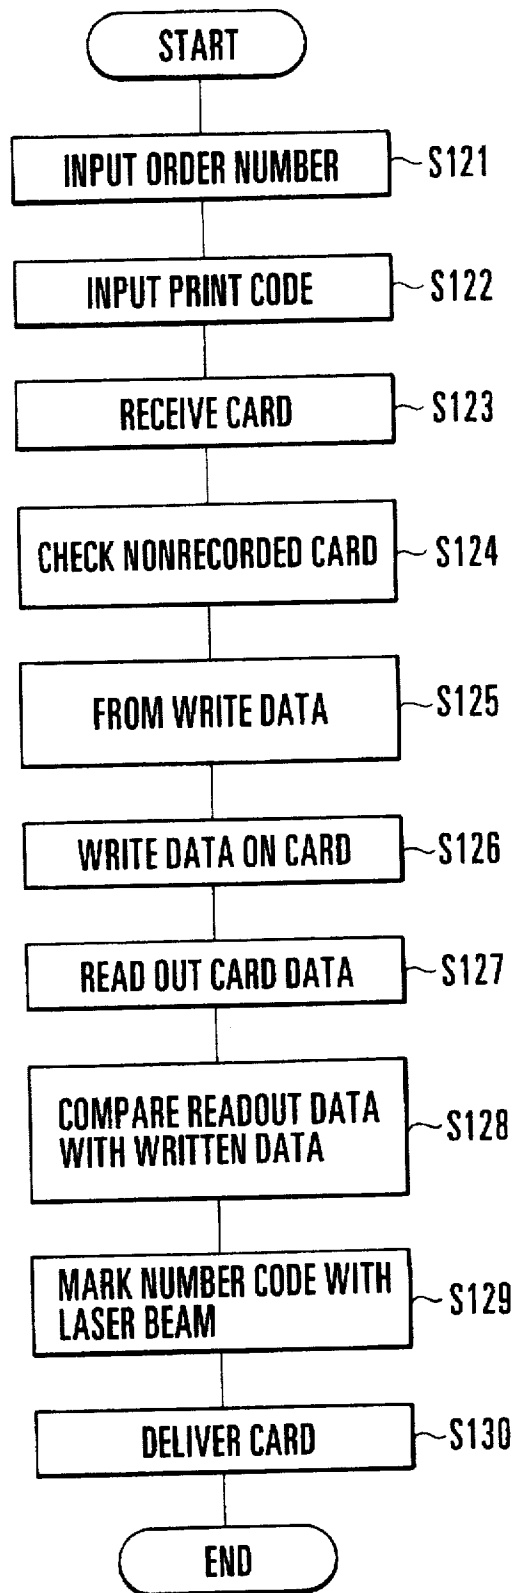 START
INPUT ORDER NUMBER S121
INPUT PRINT CODE S122
RECEIVE CARD S123
CHECK NONRECORDED CARD S124
FROM WRITE DATA S125
WRITE DATA ON CARD S126
READ OUT CARD DATA S127
COMPARE READOUT DATA
WITH WRITTEN DATA S128
MARK NUMBER CODE WITH
LASER BEAM S129
DELIVER CARD S130
END